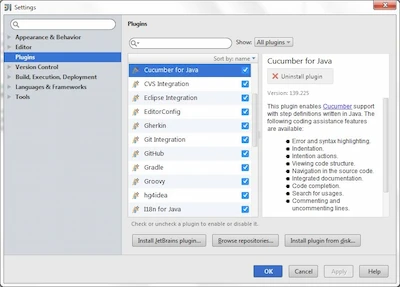 Settings
Plugins
Appearance & Behavior
Editor
Plugins
Version Control
Build, Execution, Deployment
Languages & Frameworks
Tools
Show: All plugins
Sort by: name
Cucumber for Java
CVS Integration
Eclipse Integration
EditorConfig
Gherkin
Git Integration
GitHub
Gradle
Groovy
hg4idea
I18n for Java
Check or uncheck a plugin to enable or disable it.
Install JetBrains plugin...
Browse repositories...
Install plugin from disk...
Cucumber for Java
Uninstall plugin
Version: 139.225
This plugin enables Cucumber support
with step definitions written in Java. The
following coding assistance features
are available:
Error and syntax highlighting.
Indentation.
Intention actions.
Viewing code structure.
Navigation in the source code.
Integrated documentation.
Code completion.
Search for usages.
Commenting and
uncommenting lines.
OK
Cancel
Apply
Help